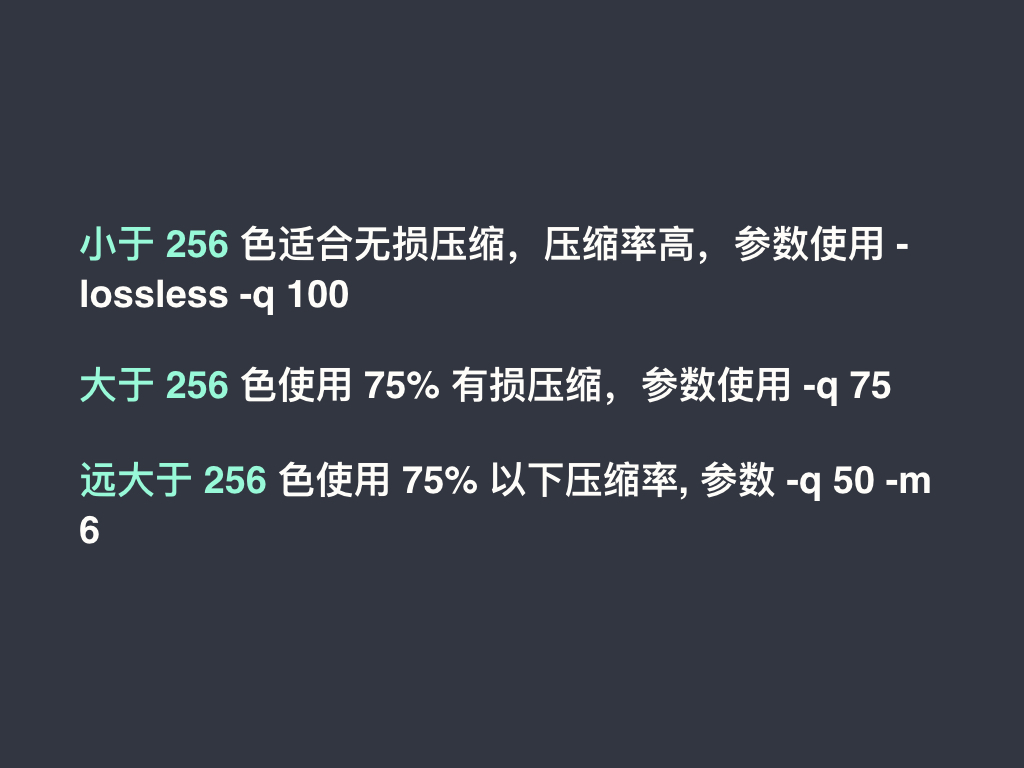 小于 256 色适合无损压缩，压缩率高，参数使用 -
lossless -q 100
大于 256 色使用 75% 有损压缩，参数使用 -q 75
远大于 256 色使用 75% 以下压缩率, 参数 -q 50 -m
6